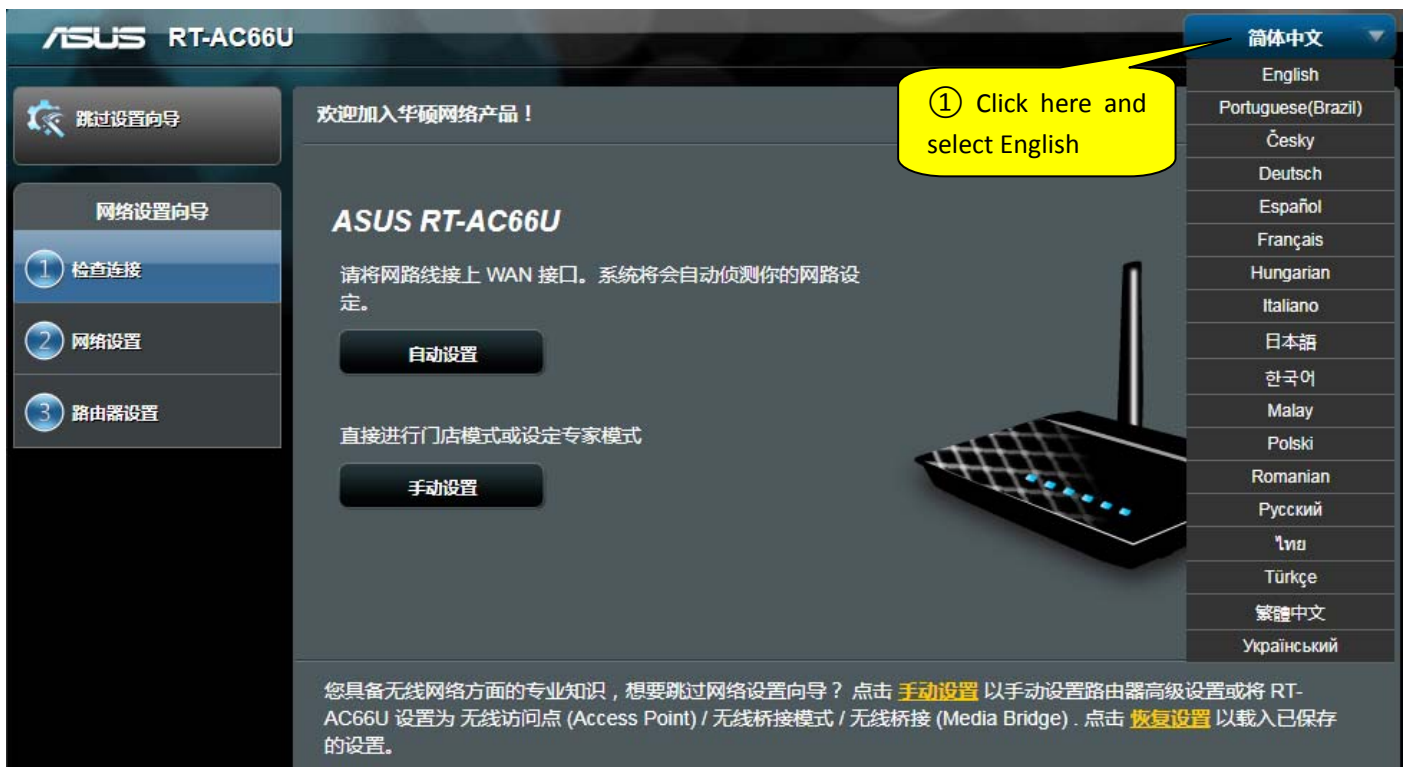 ASUS RT-AC66U
简体中文
English
Portuguese(Brazil)
Česky
Deutsch
Español
Français
Hungarian
Italiano
日本語
한국어
Malay
Polski
Romanian
Русский
ไทย
Türkçe
繁體中文
Український
① Click here and
select English
跳过设置向导
网络设置向导
1 检查连接
2 网络设置
3 路由器设置
欢迎加入华硕网络产品！
ASUS RT-AC66U
请将网路线接上 WAN 接口。系统将会自动侦测你的网路设
定。
自动设置
直接进行门店模式或设定专家模式
手动设置
您具备无线网络方面的专业知识，想要跳过网络设置向导？ 点击 手动设置 以手动设置路由器高级设置或将 RT-
AC66U 设置为 无线访问点 (Access Point) / 无线桥接模式 / 无线桥接 (Media Bridge) . 点击 恢复设置 以载入已保存
的设置。